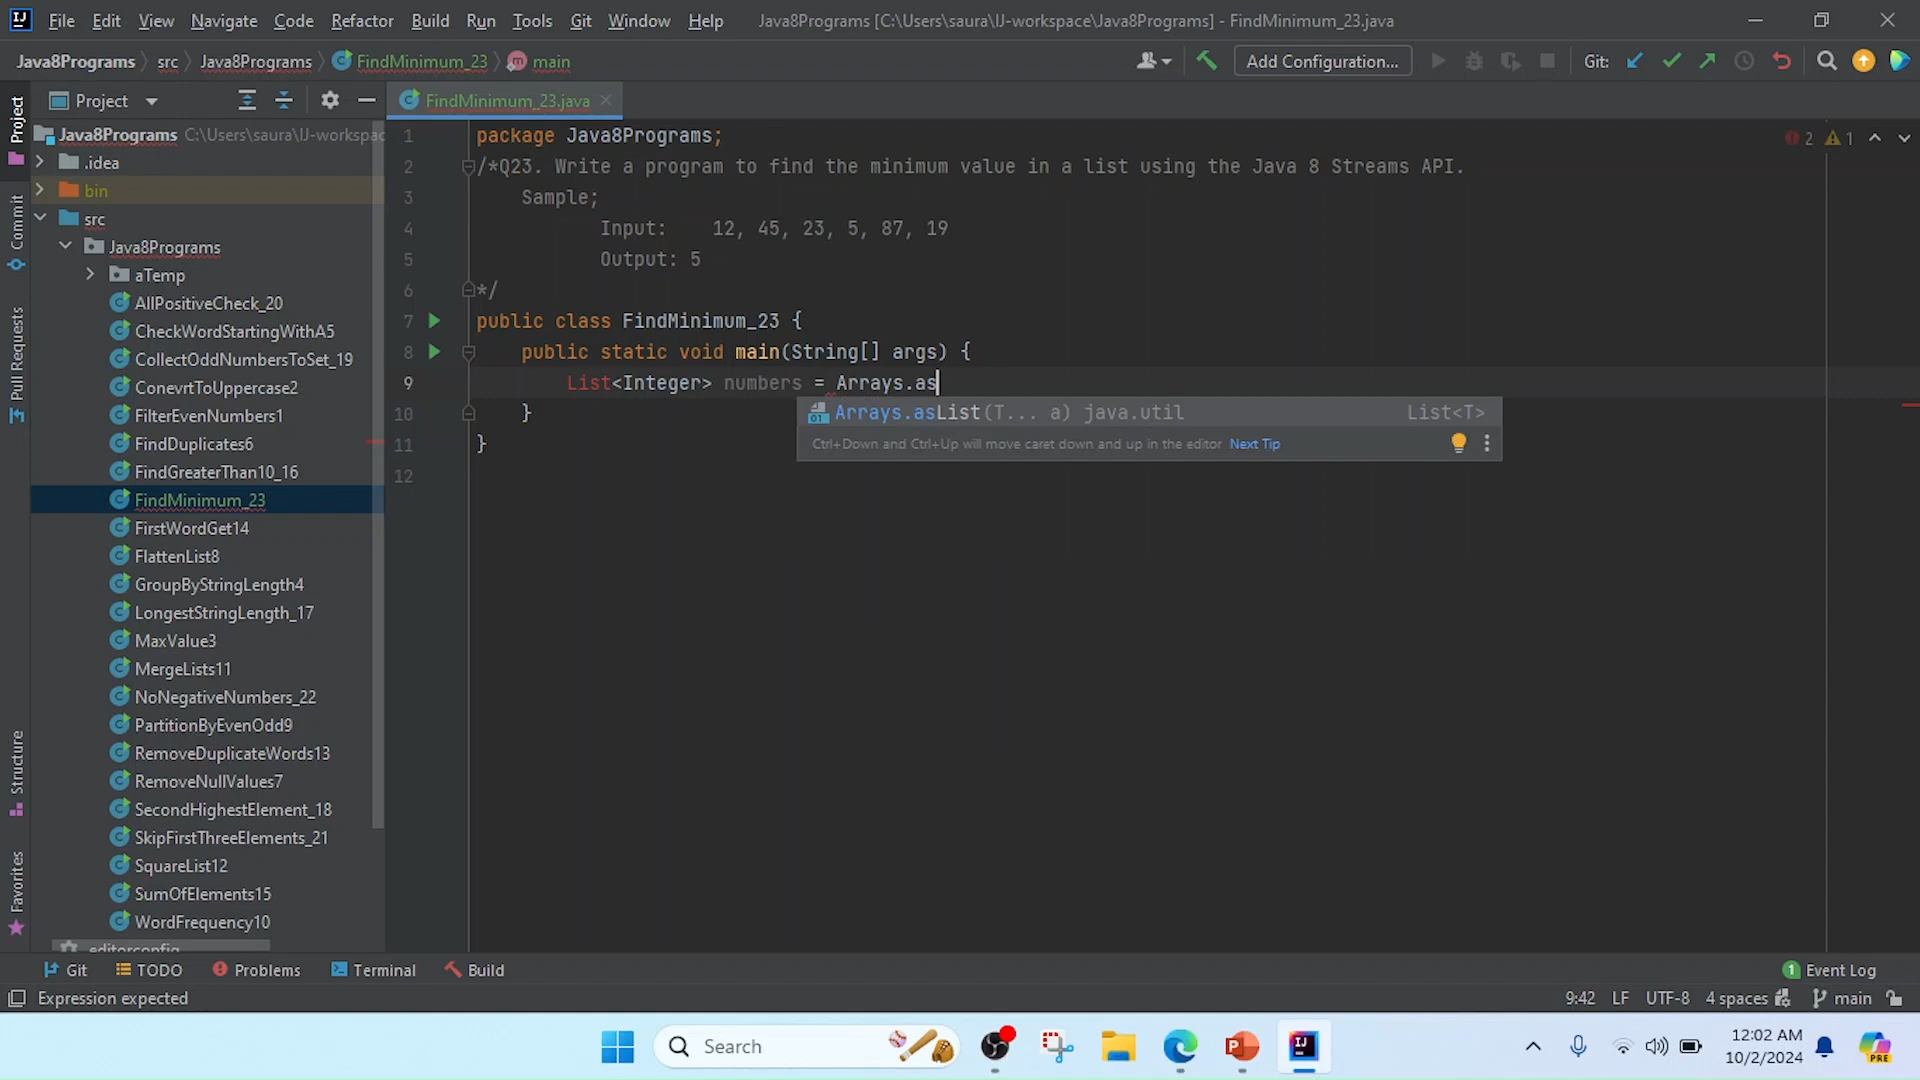 File Edit View Navigate Code Refactor Build Run Tools Git Window Help Java8Programs [C:\Users\saura\IJ-workspace\Java8Programs] - FindMinimum_23.java
Java8Programs src Java8Programs FindMinimum_23 main Add Configuration... Git:
Project FindMinimum_23.java
Java8Programs C:\Users\saura\IJ-workspac
.idea
bin
src
Java8Programs
aTemp
AllPositiveCheck_20
CheckWordStartingWithA5
CollectOddNumbersToSet_19
ConevrtToUppercase2
FilterEvenNumbers1
FindDuplicates6
FindGreaterThan10_16
FindMinimum_23
FirstWordGet14
FlattenList8
GroupByStringLength4
LongestStringLength_17
MaxValue3
MergeLists11
NoNegativeNumbers_22
PartitionByEvenOdd9
RemoveDuplicateWords13
RemoveNullValues7
SecondHighestElement_18
SkipFirstThreeElements_21
SquareList12
SumOfElements15
WordFrequency10
.editorconfig
Project
Commit
Pull Requests
Structure
Favorites
1 package Java8Programs;
2 /*Q23. Write a program to find the minimum value in a list using the Java 8 Streams API.
3 Sample;
4 Input: 12, 45, 23, 5, 87, 19
5 Output: 5
6 */
7 public class FindMinimum_23 {
8 public static void main(String[] args) {
9 List<Integer> numbers = Arrays.as
10 }
11 }
12
2 1
Arrays.asList(T... a) java.util List<T>
Ctrl+Down and Ctrl+Up will move caret down and up in the editor Next Tip
Git TODO Problems Terminal Build 1 Event Log
Expression expected 9:42 LF UTF-8 4 spaces main
Search
12:02 AM
10/2/2024
PRE